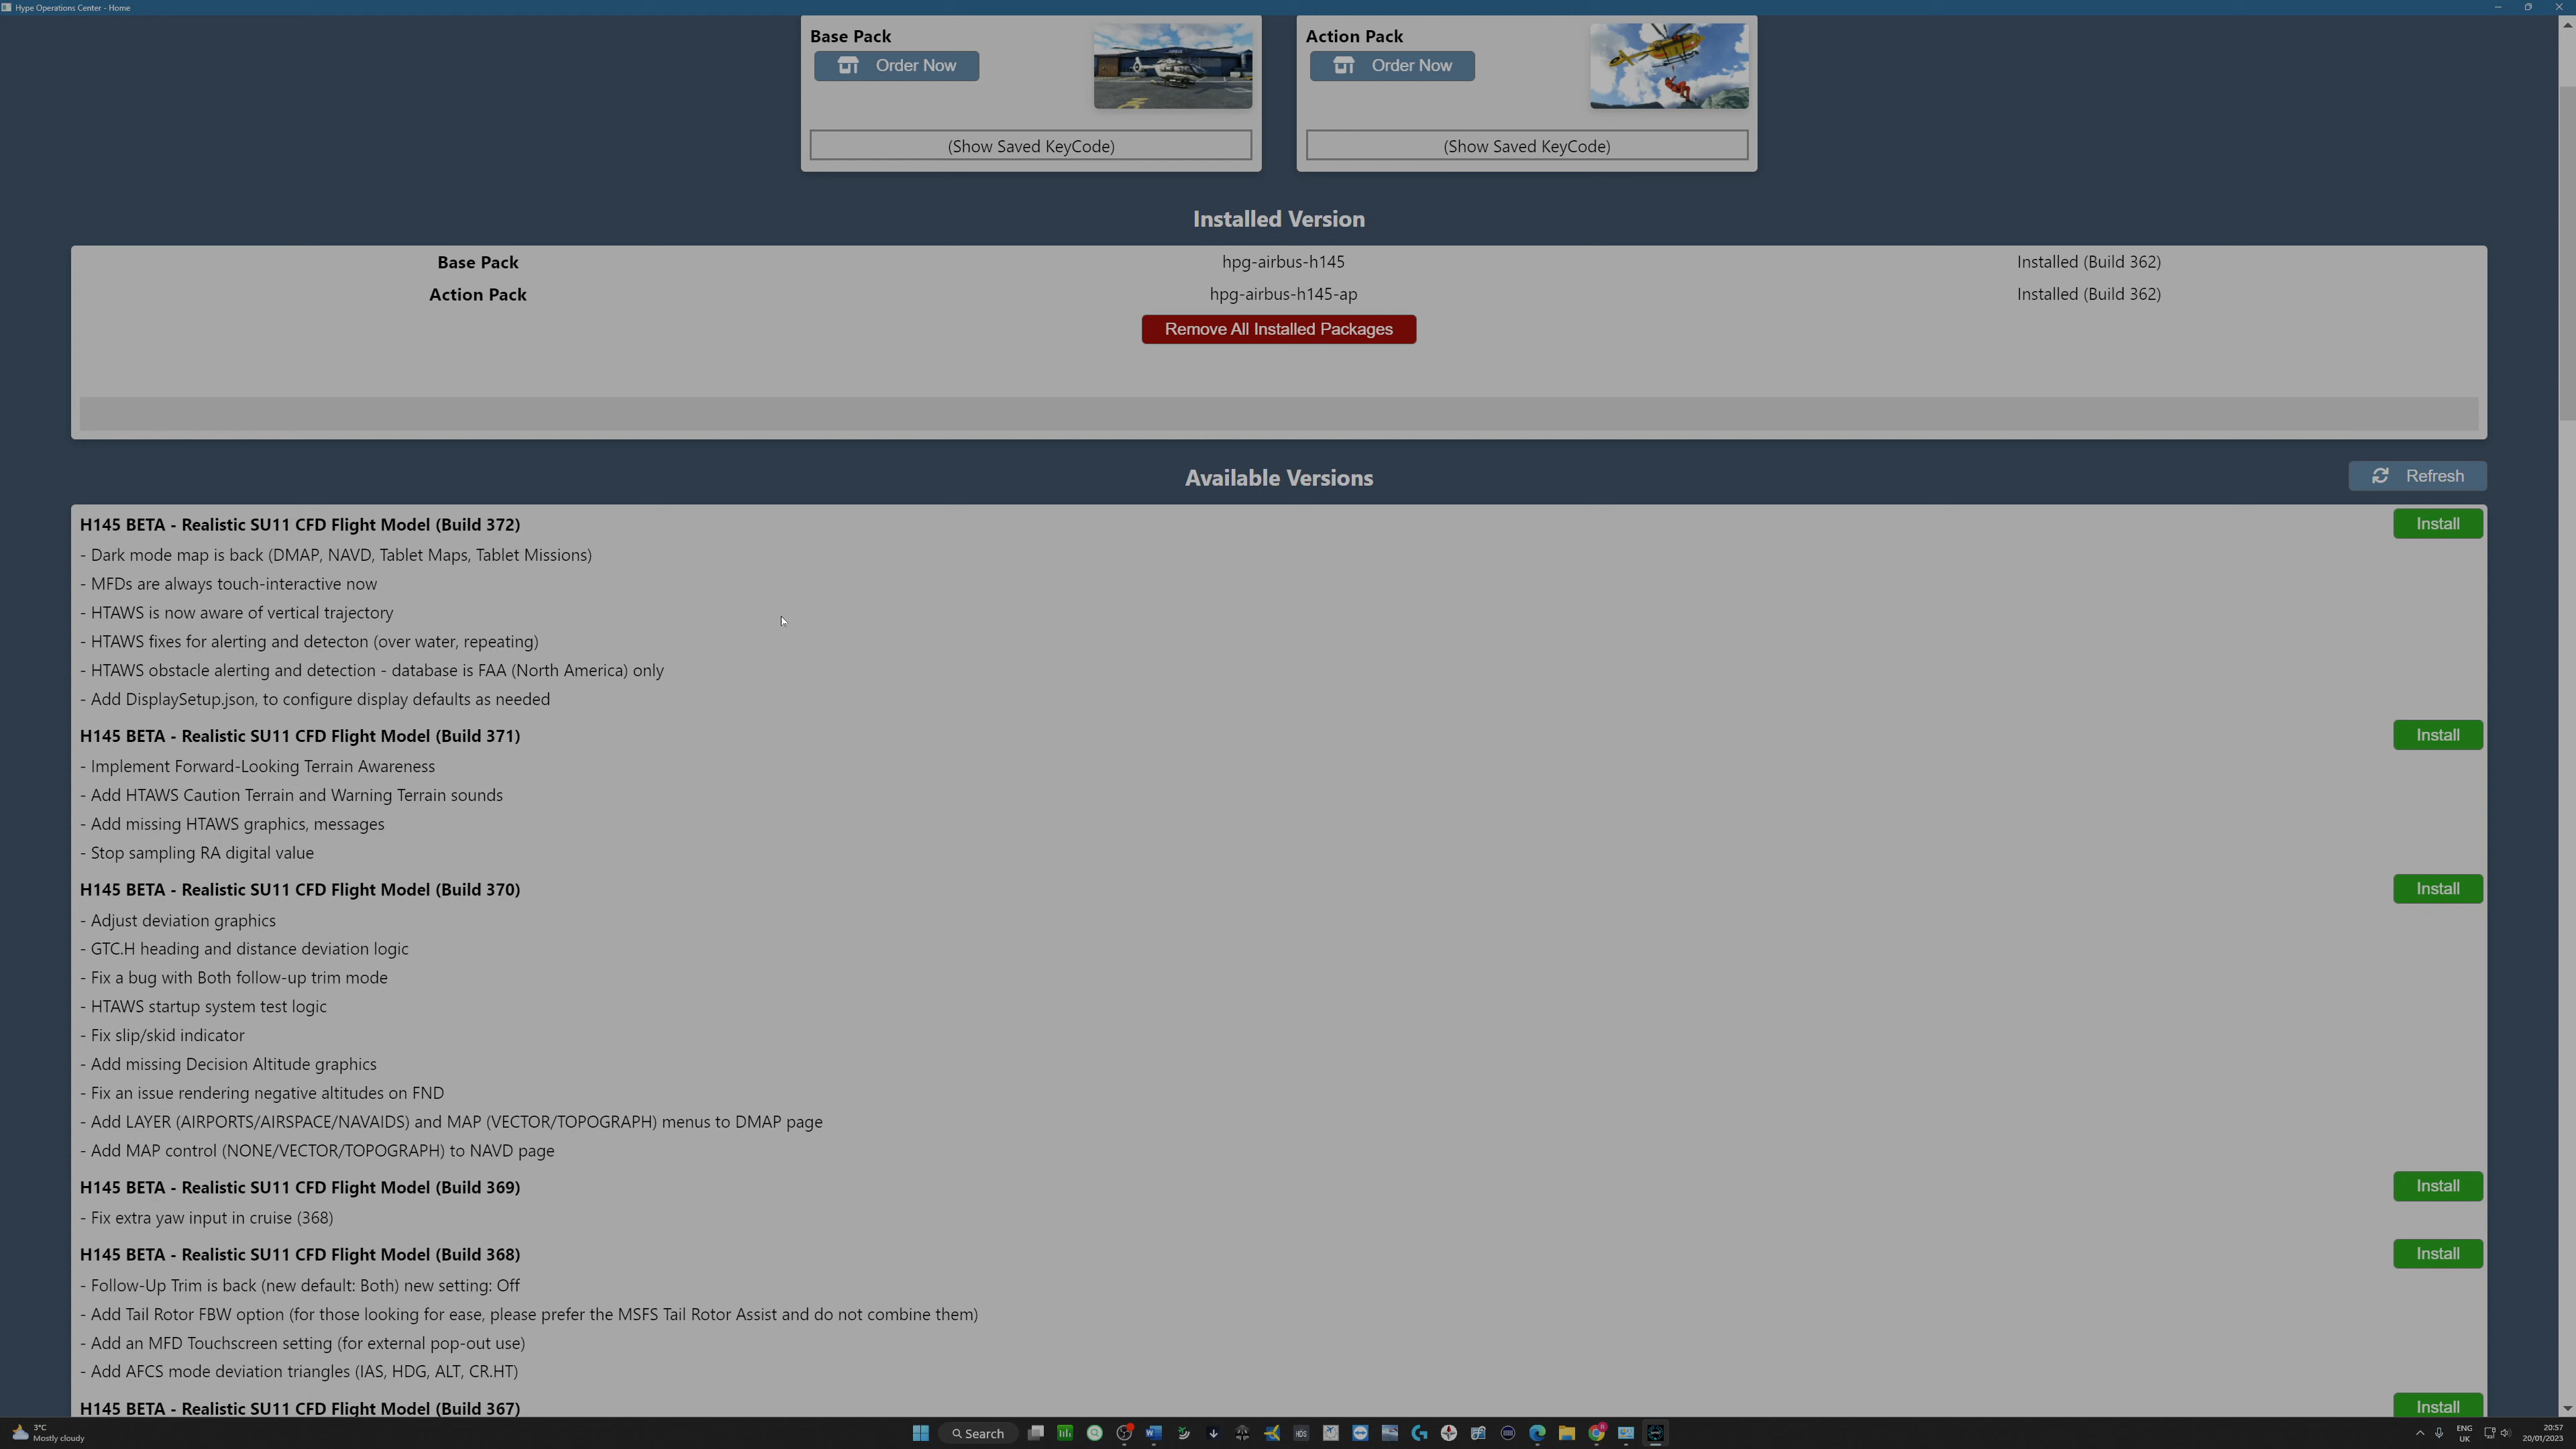 Hype Operations Center - Home
Base Pack
Order Now
(Show Saved KeyCode)
Action Pack
Order Now
(Show Saved KeyCode)
Installed Version
Base Pack hpg-airbus-h145 Installed (Build 362)
Action Pack hpg-airbus-h145-ap Installed (Build 362)
Remove All Installed Packages
Available Versions
Refresh
H145 BETA - Realistic SU11 CFD Flight Model (Build 372)
Install
- Dark mode map is back (DMAP, NAVD, Tablet Maps, Tablet Missions)
- MFDs are always touch-interactive now
- HTAWS is now aware of vertical trajectory
- HTAWS fixes for alerting and detecton (over water, repeating)
- HTAWS obstacle alerting and detection - database is FAA (North America) only
- Add DisplaySetup.json, to configure display defaults as needed
H145 BETA - Realistic SU11 CFD Flight Model (Build 371)
Install
- Implement Forward-Looking Terrain Awareness
- Add HTAWS Caution Terrain and Warning Terrain sounds
- Add missing HTAWS graphics, messages
- Stop sampling RA digital value
H145 BETA - Realistic SU11 CFD Flight Model (Build 370)
Install
- Adjust deviation graphics
- GTC.H heading and distance deviation logic
- Fix a bug with Both follow-up trim mode
- HTAWS startup system test logic
- Fix slip/skid indicator
- Add missing Decision Altitude graphics
- Fix an issue rendering negative altitudes on FND
- Add LAYER (AIRPORTS/AIRSPACE/NAVAIDS) and MAP (VECTOR/TOPOGRAPH) menus to DMAP page
- Add MAP control (NONE/VECTOR/TOPOGRAPH) to NAVD page
H145 BETA - Realistic SU11 CFD Flight Model (Build 369)
Install
- Fix extra yaw input in cruise (368)
H145 BETA - Realistic SU11 CFD Flight Model (Build 368)
Install
- Follow-Up Trim is back (new default: Both) new setting: Off
- Add Tail Rotor FBW option (for those looking for ease, please prefer the MSFS Tail Rotor Assist and do not combine them)
- Add an MFD Touchscreen setting (for external pop-out use)
- Add AFCS mode deviation triangles (IAS, HDG, ALT, CR.HT)
H145 BETA - Realistic SU11 CFD Flight Model (Build 367)
Install
3°C
Mostly cloudy
Search
HDS
ENG
UK
20:57
20/01/2023